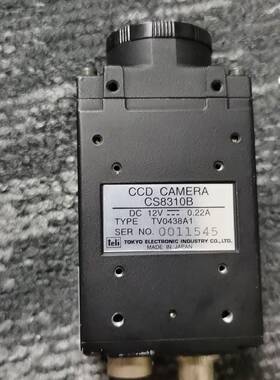 CCD CAMERA
CS8310B
DC 12V ⎓ 0.22A
TYPE TV0438A1
SER NO. 0011545
teli TOKYO ELECTRONIC INDUSTRY CO., LTD.
MADE IN JAPAN